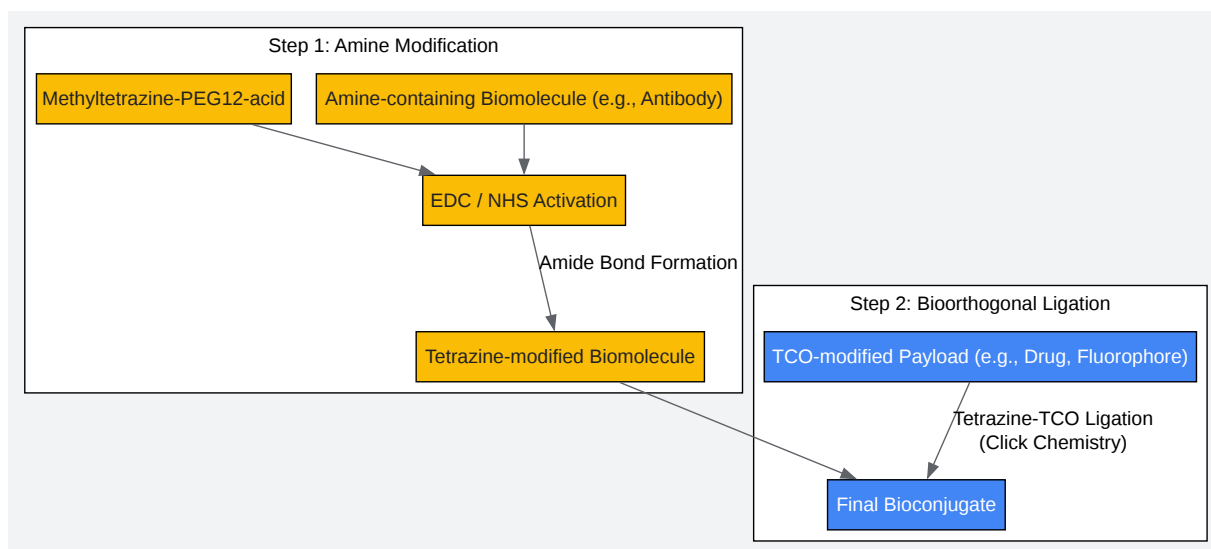 Step 1: Amine Modification
Methyltetrazine-PEG12-acid
Amine-containing Biomolecule (e.g., Antibody)
EDC / NHS Activation
Amide Bond Formation
Tetrazine-modified Biomolecule
Step 2: Bioorthogonal Ligation
TCO-modified Payload (e.g., Drug, Fluorophore)
Tetrazine-TCO Ligation
(Click Chemistry)
Final Bioconjugate